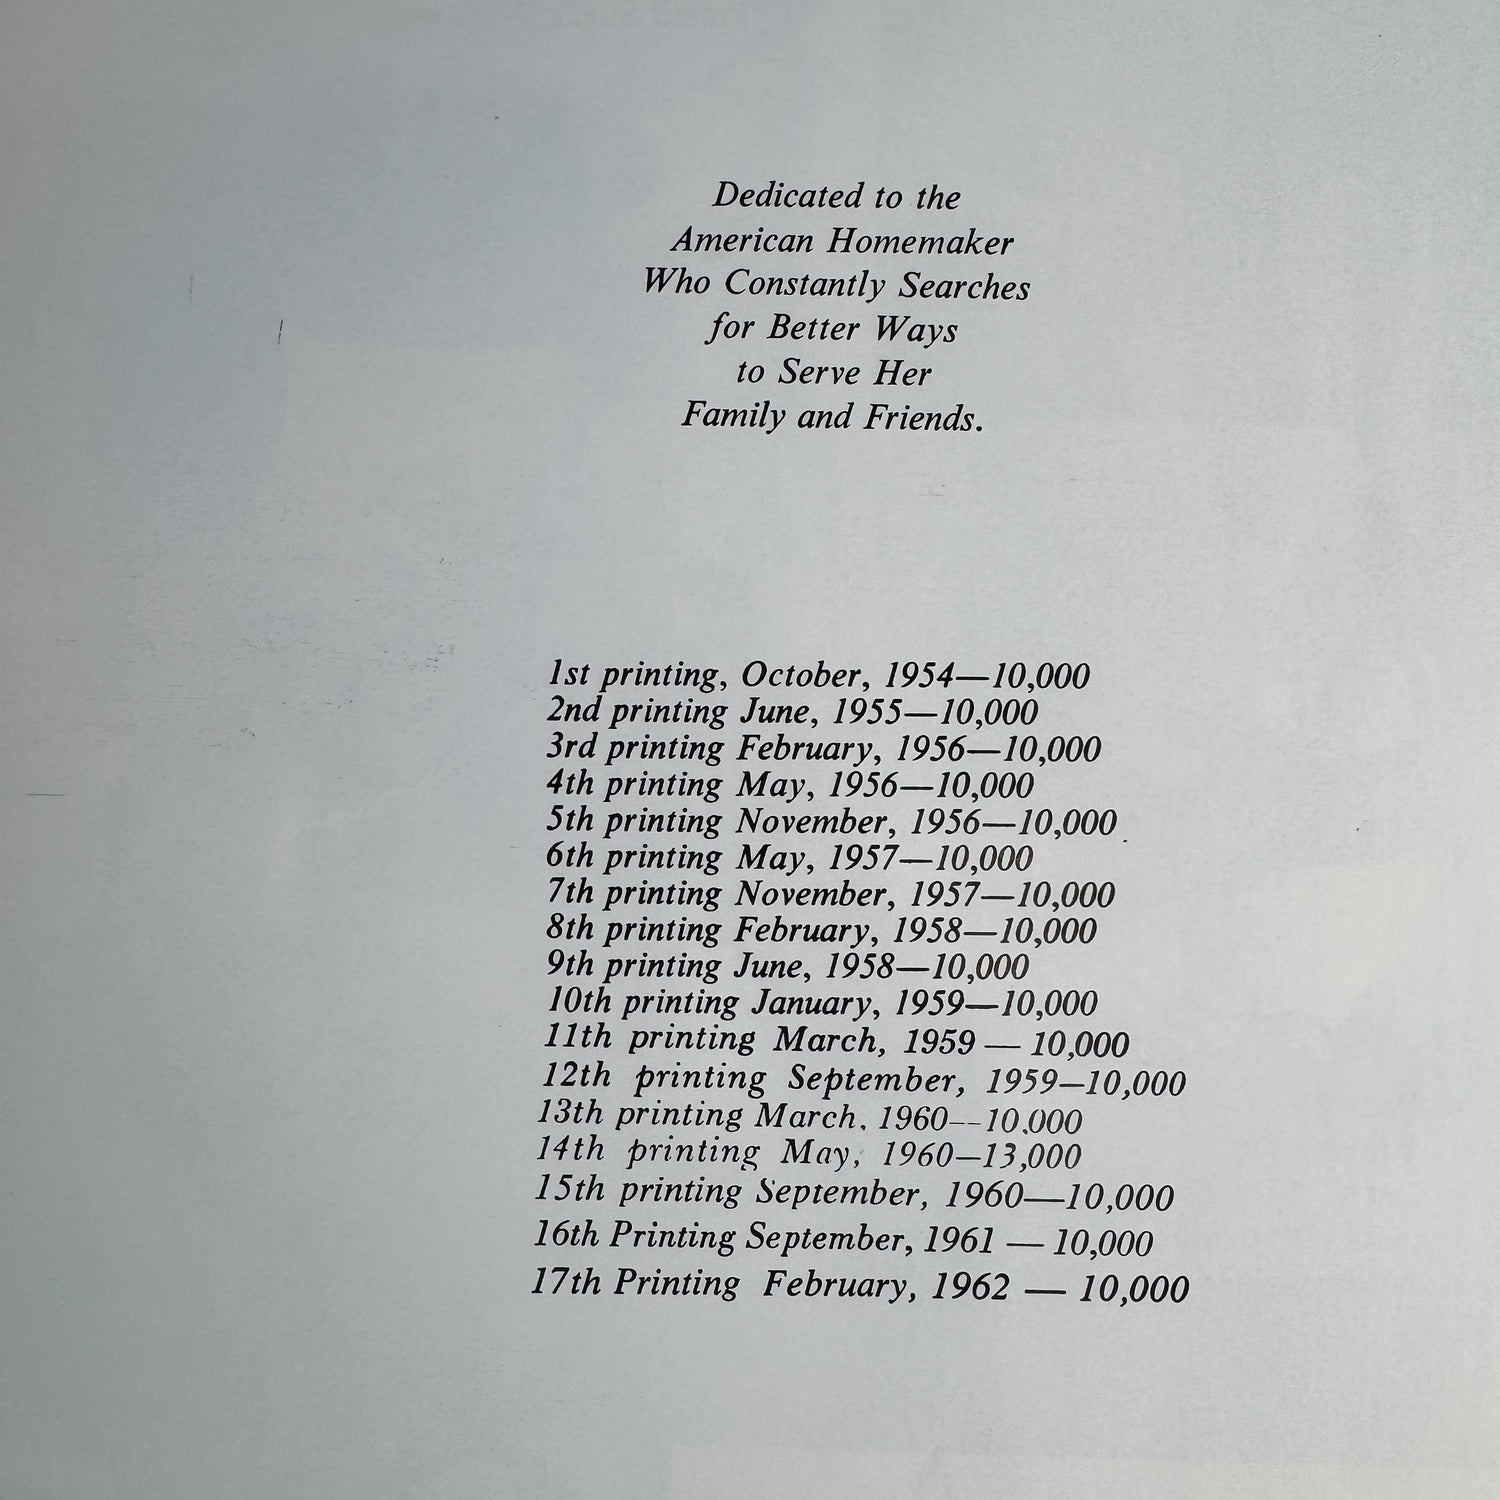 Dedicated to the
American Homemaker
Who Constantly Searches
for Better Ways
to Serve Her
Family and Friends.
1st printing, October, 1954—10,000
2nd printing June, 1955—10,000
3rd printing February, 1956—10,000
4th printing May, 1956—10,000
5th printing November, 1956—10,000
6th printing May, 1957—10,000
7th printing November, 1957—10,000
8th printing February, 1958—10,000
9th printing June, 1958—10,000
10th printing January, 1959—10,000
11th printing March, 1959 — 10,000
12th printing September, 1959—10,000
13th printing March, 1960--10,000
14th printing May, 1960—13,000
15th printing September, 1960—10,000
16th Printing September, 1961 — 10,000
17th Printing February, 1962 — 10,000